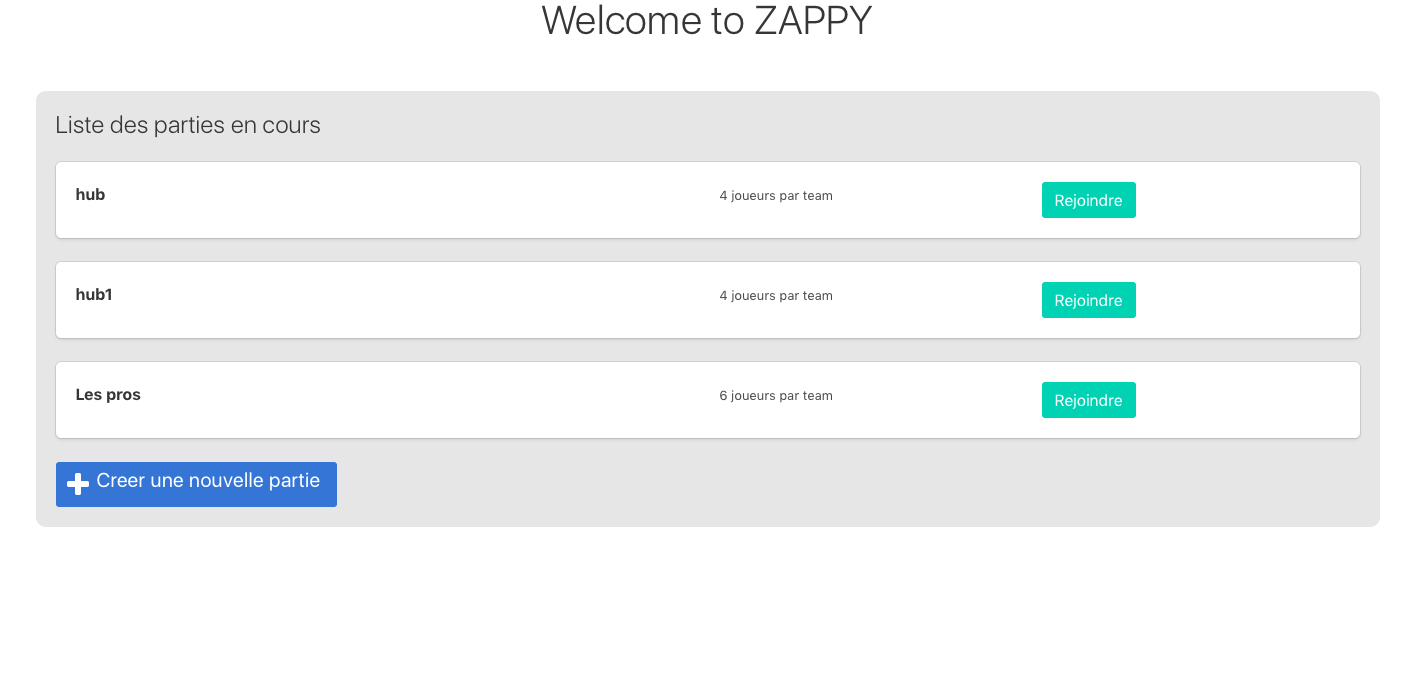 Welcome to ZAPPY
Liste des parties en cours
hub 4 joueurs par team Rejoindre
hub1 4 joueurs par team Rejoindre
Les pros 6 joueurs par team Rejoindre
Creer une nouvelle partie